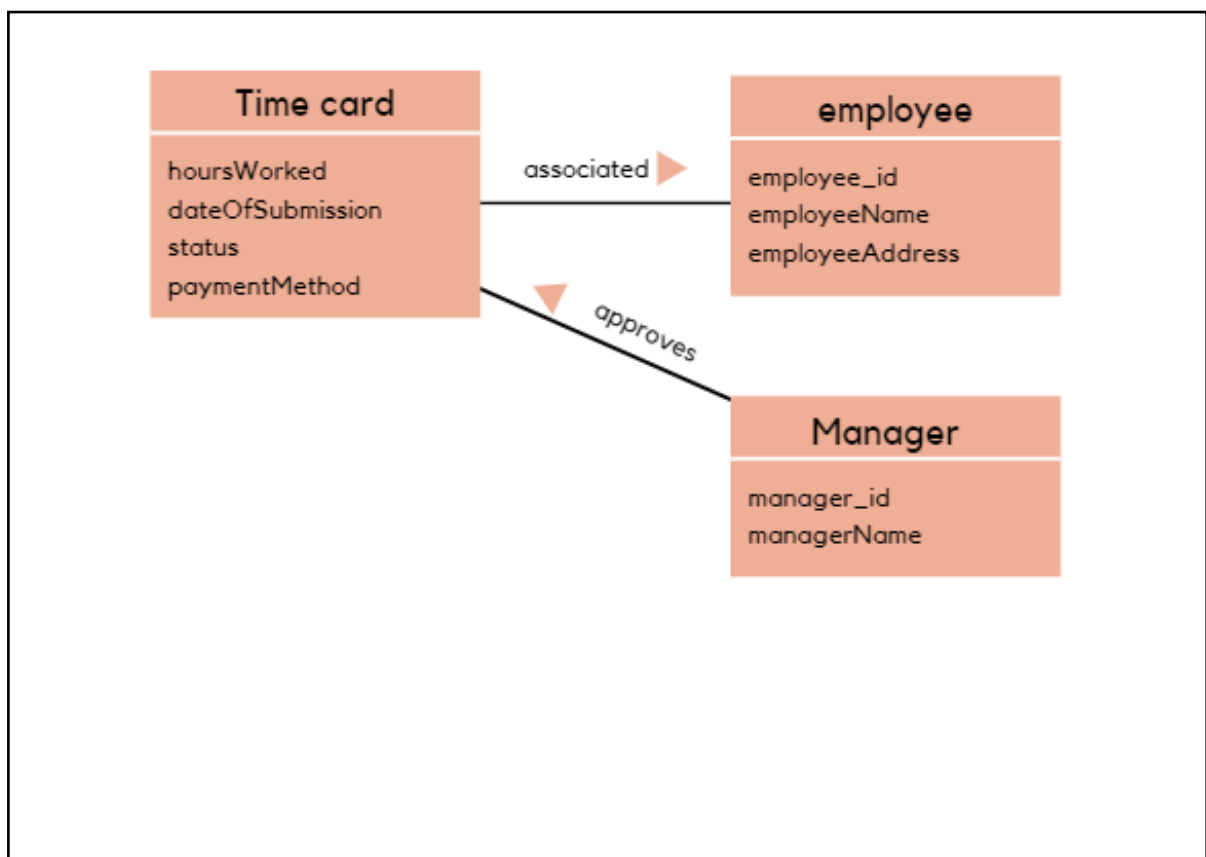 Time card
hoursWorked
dateOfSubmission
status
paymentMethod
associated
employee
employee_id
employeeName
employeeAddress
approves
Manager
manager_id
managerName